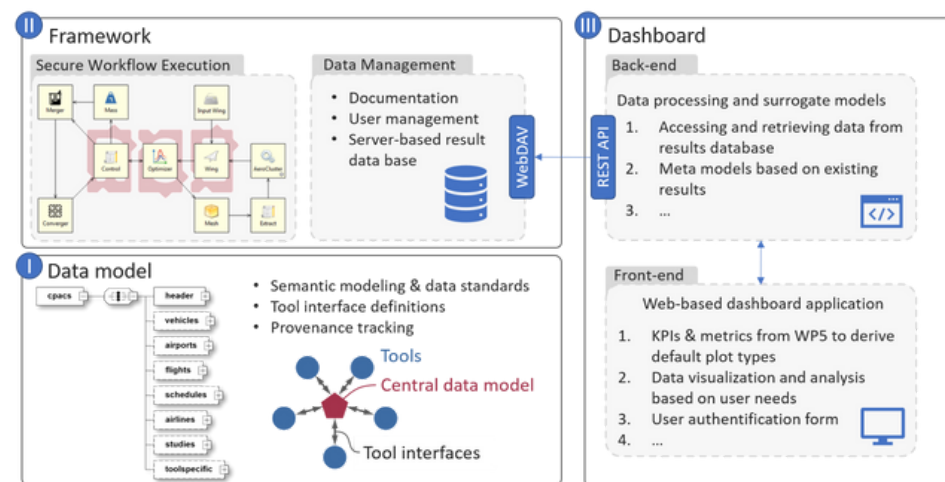 II
Framework
Secure Workflow Execution
Merger
Mass
Input Wing
Control
Optimizer
Wing
AeroCluster
Converger
Mesh
Extract
Data Management
• Documentation
• User management
• Server-based result
data base
WebDAV
I
Data model
cpacs
header
vehicles
airports
flights
schedules
airlines
studies
toolspecific
• Semantic modeling & data standards
• Tool interface definitions
• Provenance tracking
Tools
Central data model
Tool interfaces
III
Dashboard
Back-end
Data processing and surrogate models
1. Accessing and retrieving data from
results database
2. Meta models based on existing
results
3. ...
REST API
</>
Front-end
Web-based dashboard application
1. KPIs & metrics from WP5 to derive
default plot types
2. Data visualization and analysis
based on user needs
3. User authentification form
4. ...